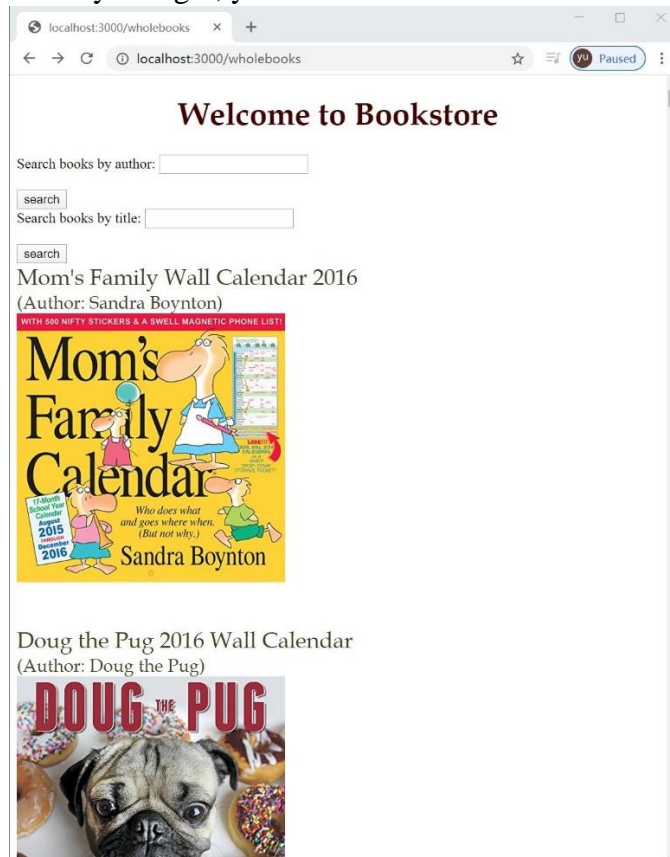 localhost:3000/wholebooks
localhost:3000/wholebooks
yu Paused
Welcome to Bookstore
Search books by author:
search
Search books by title:
search
Mom's Family Wall Calendar 2016
(Author: Sandra Boynton)
WITH 500 NIFTY STICKERS & A SWELL MAGNETIC PHONE LIST!
Mom's
Family
Calendar
LOOK!!!
17-Month
School Year
Calendar
August
2015
THROUGH
December
2016
Who does what
and goes where when.
(But not why.)
Sandra Boynton
Doug the Pug 2016 Wall Calendar
(Author: Doug the Pug)
DOUG THE PUG